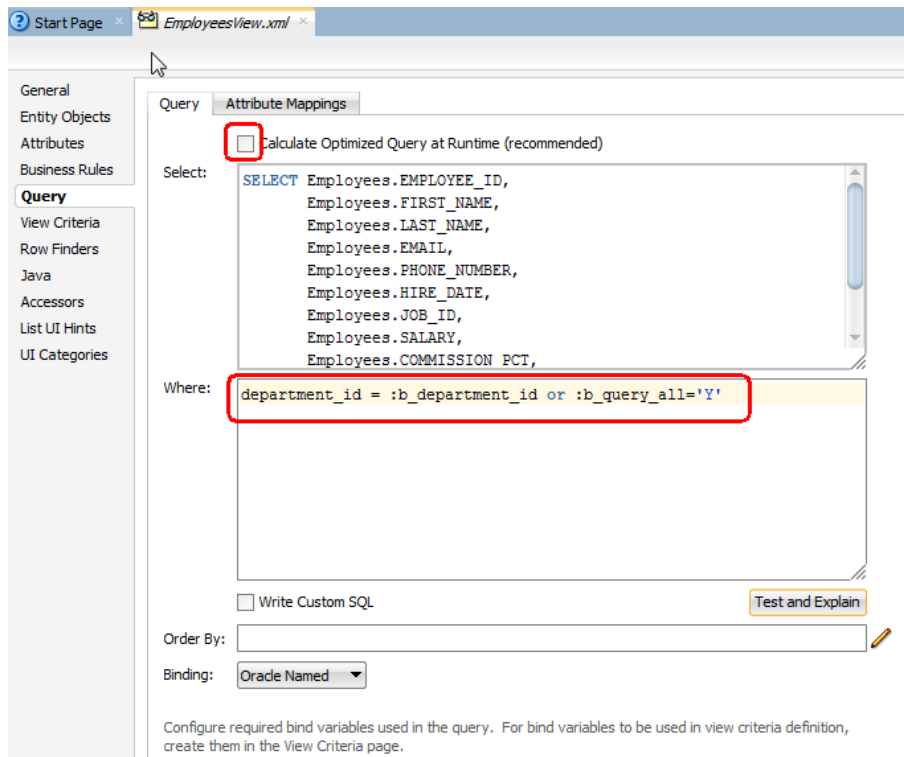 Start Page
EmployeesView.xml
General
Entity Objects
Attributes
Business Rules
Query
View Criteria
Row Finders
Java
Accessors
List UI Hints
UI Categories
Query
Attribute Mappings
Calculate Optimized Query at Runtime (recommended)
Select:
SELECT Employees.EMPLOYEE_ID,
Employees.FIRST_NAME,
Employees.LAST_NAME,
Employees.EMAIL,
Employees.PHONE_NUMBER,
Employees.HIRE_DATE,
Employees.JOB_ID,
Employees.SALARY,
Employees.COMMISSION_PCT,
Where:
department_id = :b_department_id or :b_query_all='Y'
Write Custom SQL
Test and Explain
Order By:
Binding:
Oracle Named
Configure required bind variables used in the query. For bind variables to be used in view criteria definition,
create them in the View Criteria page.